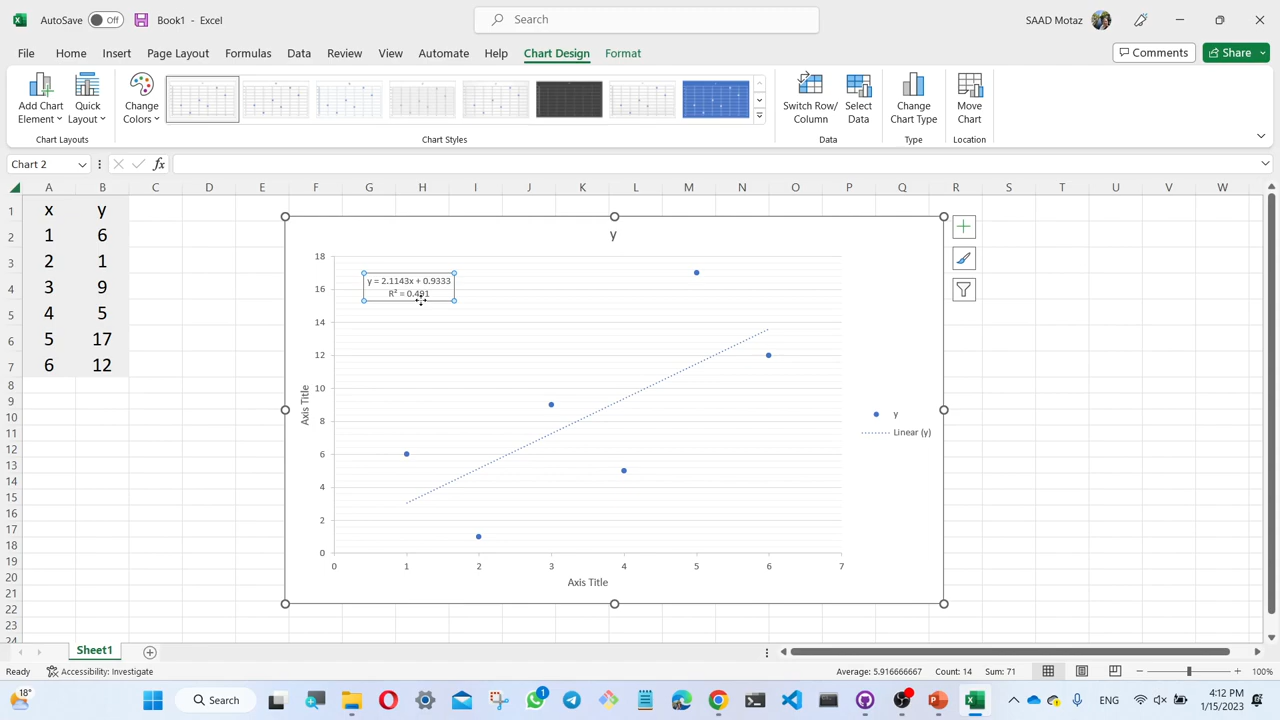 AutoSave Off Book1 - Excel Search SAAD Motaz
File Home Insert Page Layout Formulas Data Review View Automate Help Chart Design Format Comments Share
Add Chart Element Quick Layout Change Colors Switch Row/ Column Select Data Change Chart Type Move Chart
Chart Layouts Chart Styles Data Type Location
Chart 2 fx
A B C D E F G H I J K L M N O P Q R S T U V W
1 x y
2 1 6
3 2 1
4 3 9
5 4 5
6 5 17
7 6 12
8
9
10
11
12
13
14
15
16
17
18
19
20
21
22
23
24
y
18
16
14
12
10
8
6
4
2
0
y = 2.1143x + 0.9333
R² = 0.491
Axis Title
0 1 2 3 4 5 6 7
Axis Title
y
Linear (y)
Sheet1
Ready Accessibility: Investigate Average: 5.916666667 Count: 14 Sum: 71 100%
18° Search 1 ENG 4:12 PM
1/15/2023